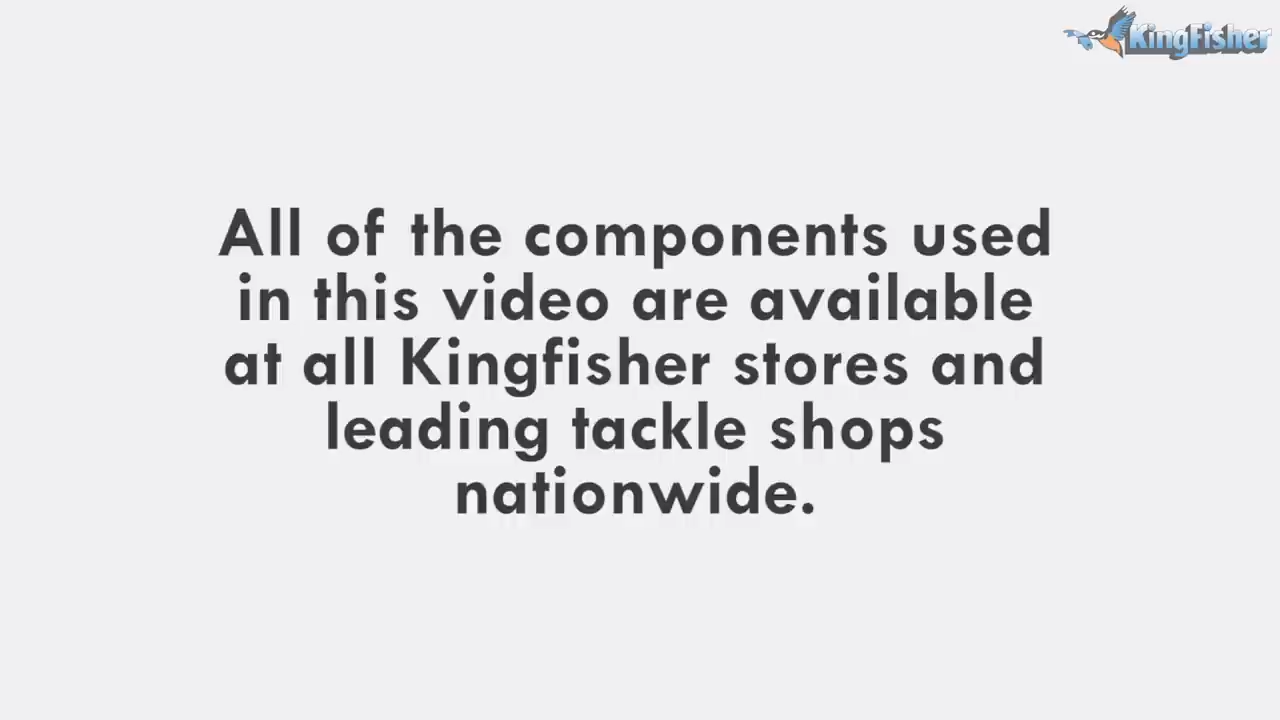 KingFisher
All of the components used
in this video are available
at all Kingfisher stores and
leading tackle shops
nationwide.